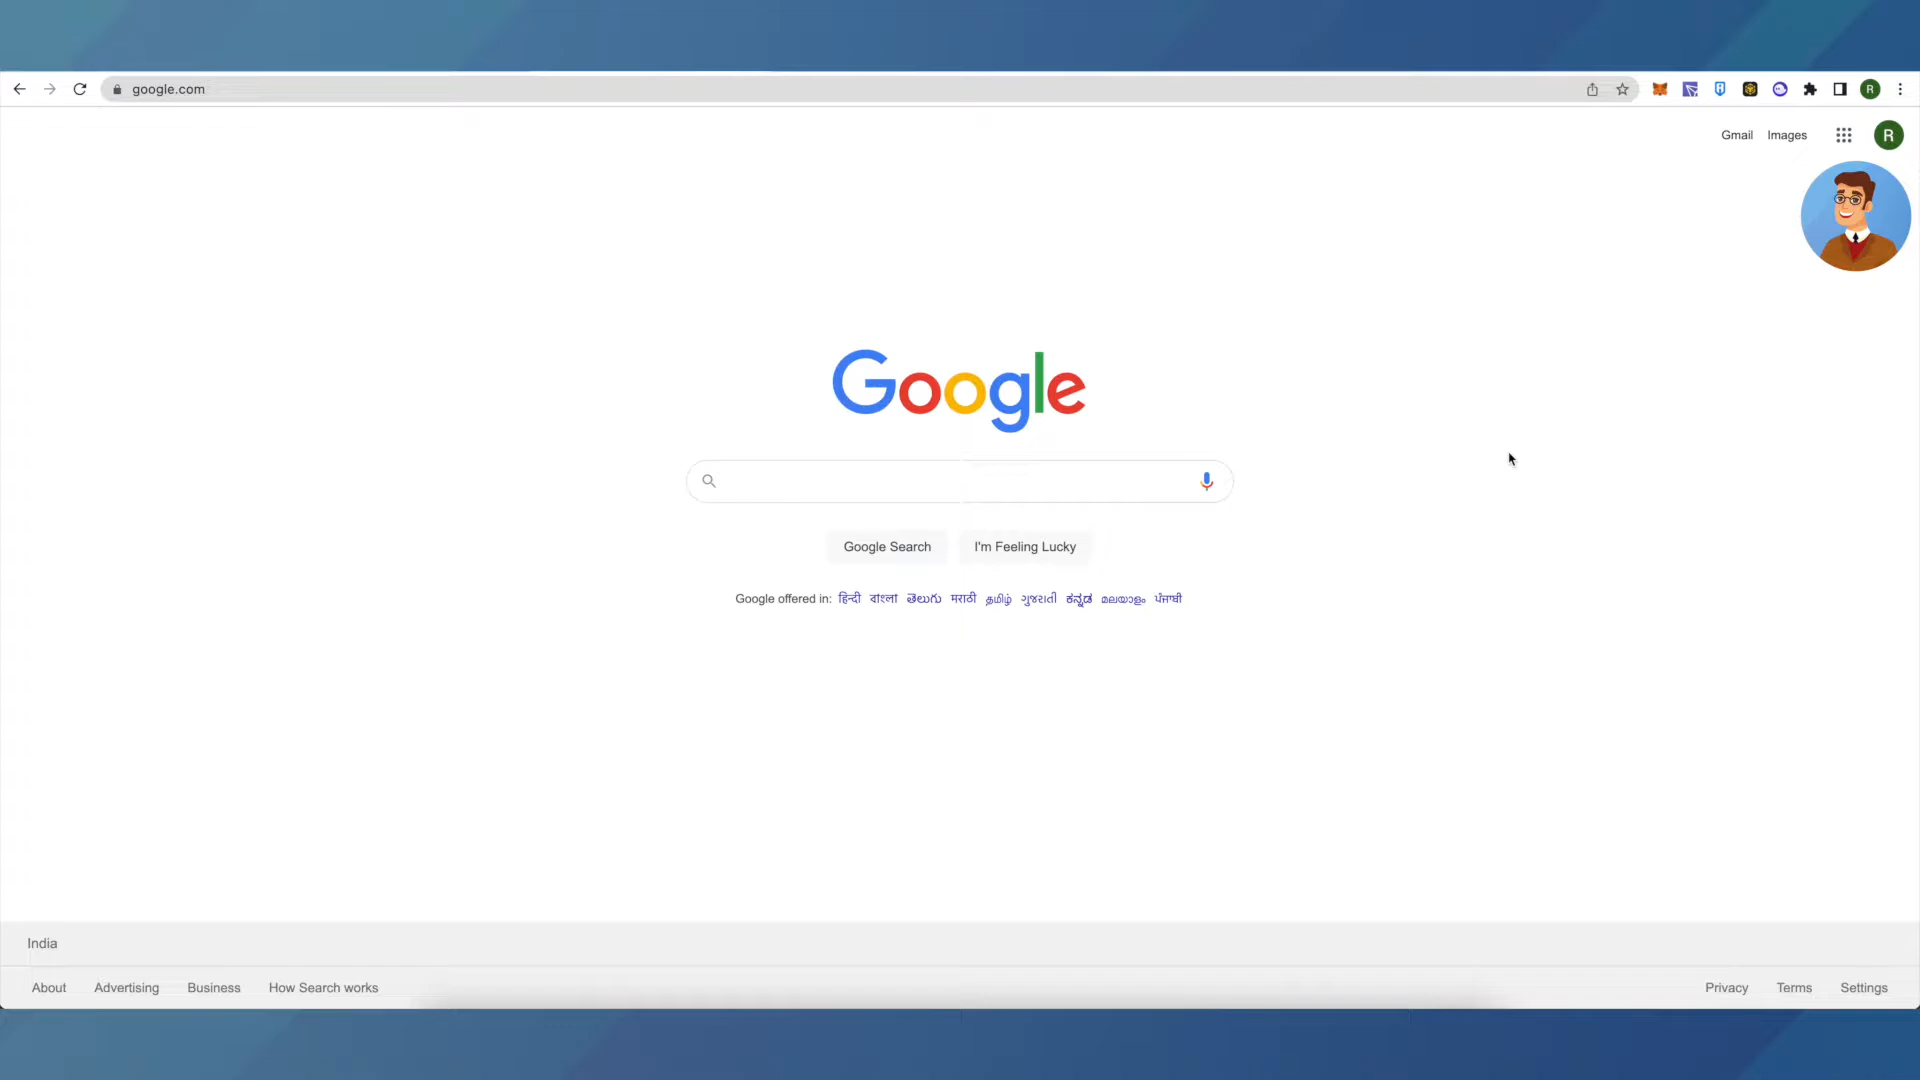 google.com
R
Gmail Images
R
Google
Google Search I'm Feeling Lucky
Google offered in: हिन्दी বাংলা తెలుగు मराठी தமிழ் ગુજરાતી ಕನ್ನಡ മലയാളം ਪੰਜਾਬੀ
India
About Advertising Business How Search works Privacy Terms Settings